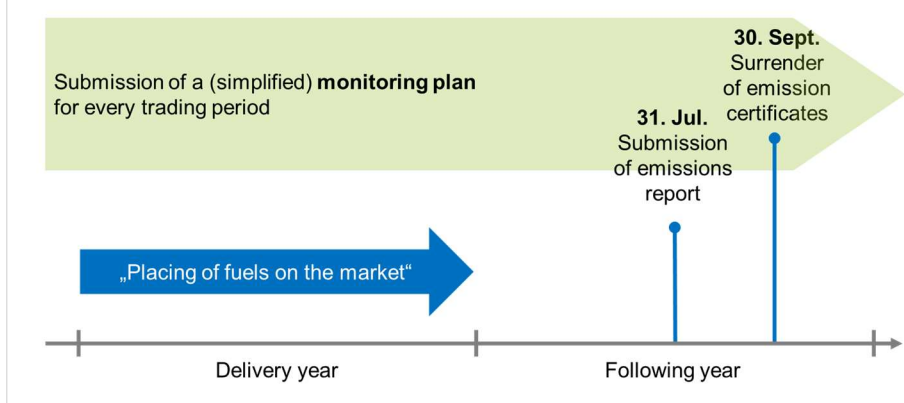 Submission of a (simplified) monitoring plan
for every trading period
30. Sept.
Surrender
of emission
certificates
31. Jul.
Submission
of emissions
report
„Placing of fuels on the market“
Delivery year
Following year